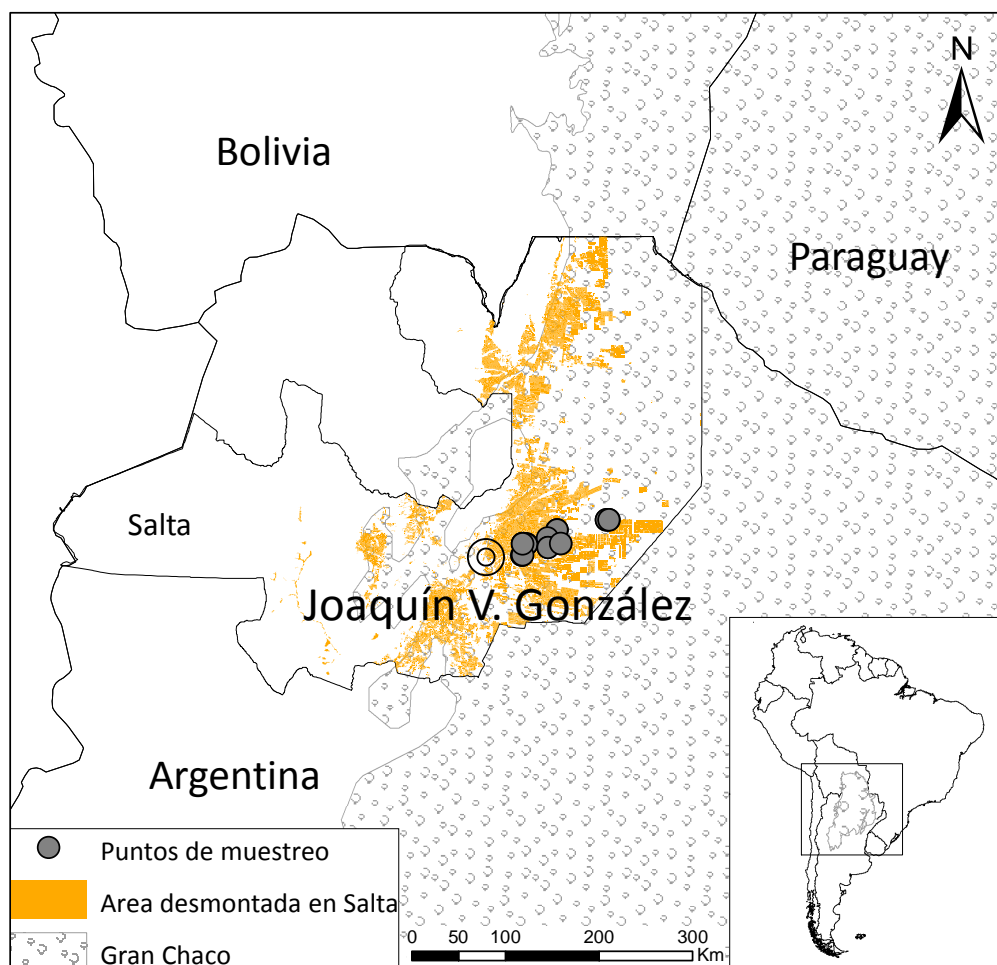 N
Bolivia
Paraguay
Salta
Joaquín V. González
Argentina
Puntos de muestreo
Area desmontada en Salta
Gran Chaco
0 50 100 200 300
Km